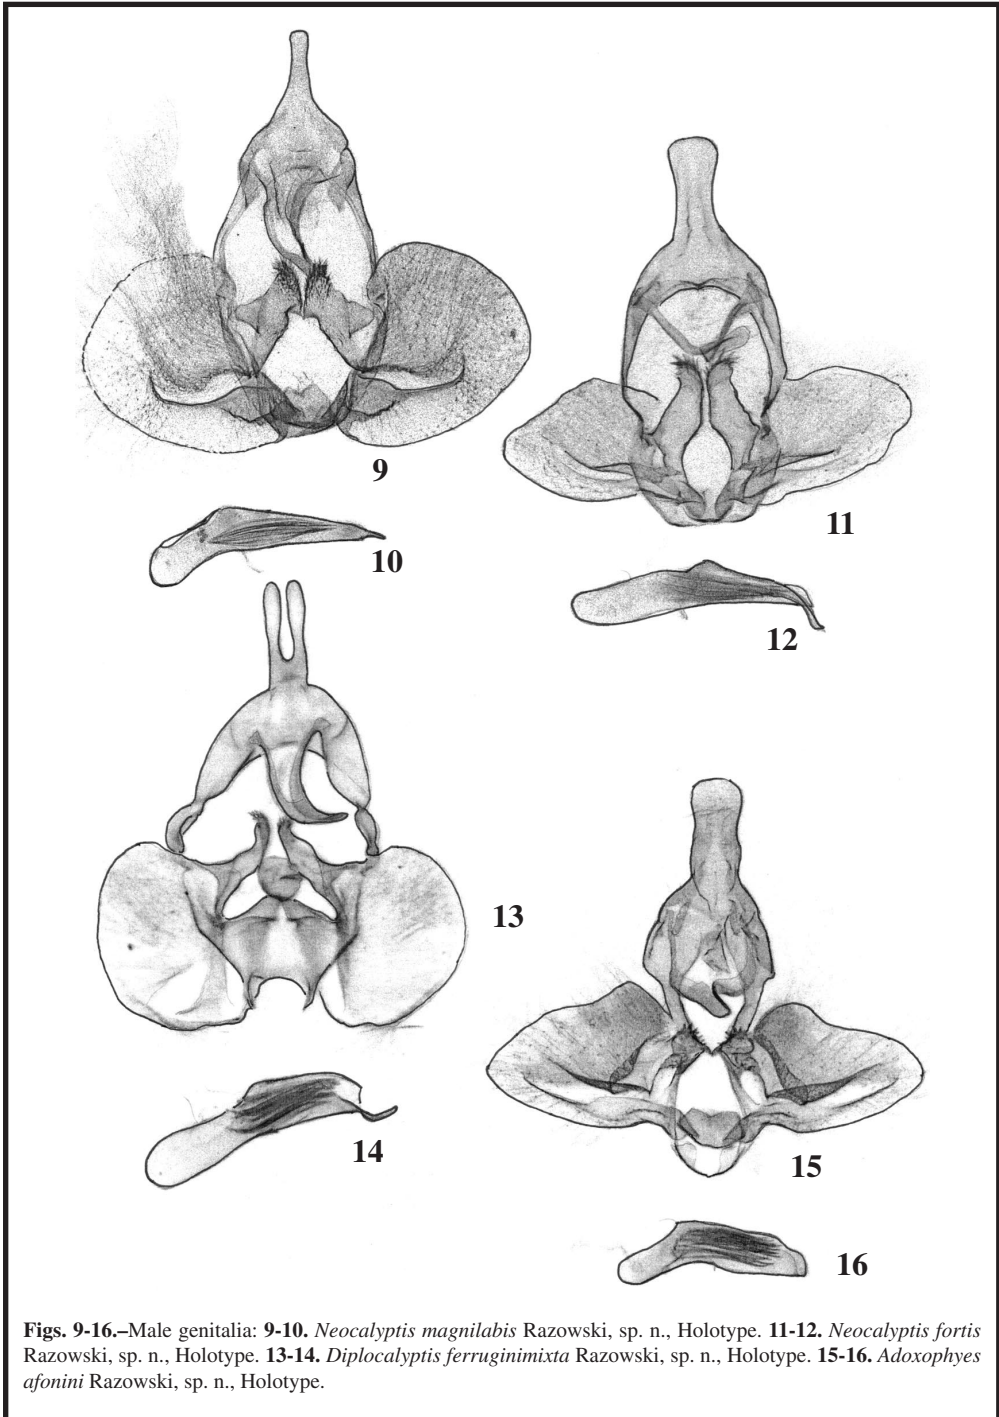 9
10
11
12
13
14
15
16
Figs. 9-16.–Male genitalia: 9-10. Neocalyptis magnilabis Razowski, sp. n., Holotype. 11-12. Neocalyptis fortis
Razowski, sp. n., Holotype. 13-14. Diplocalyptis ferruginimixta Razowski, sp. n., Holotype. 15-16. Adoxophyes
afonini Razowski, sp. n., Holotype.